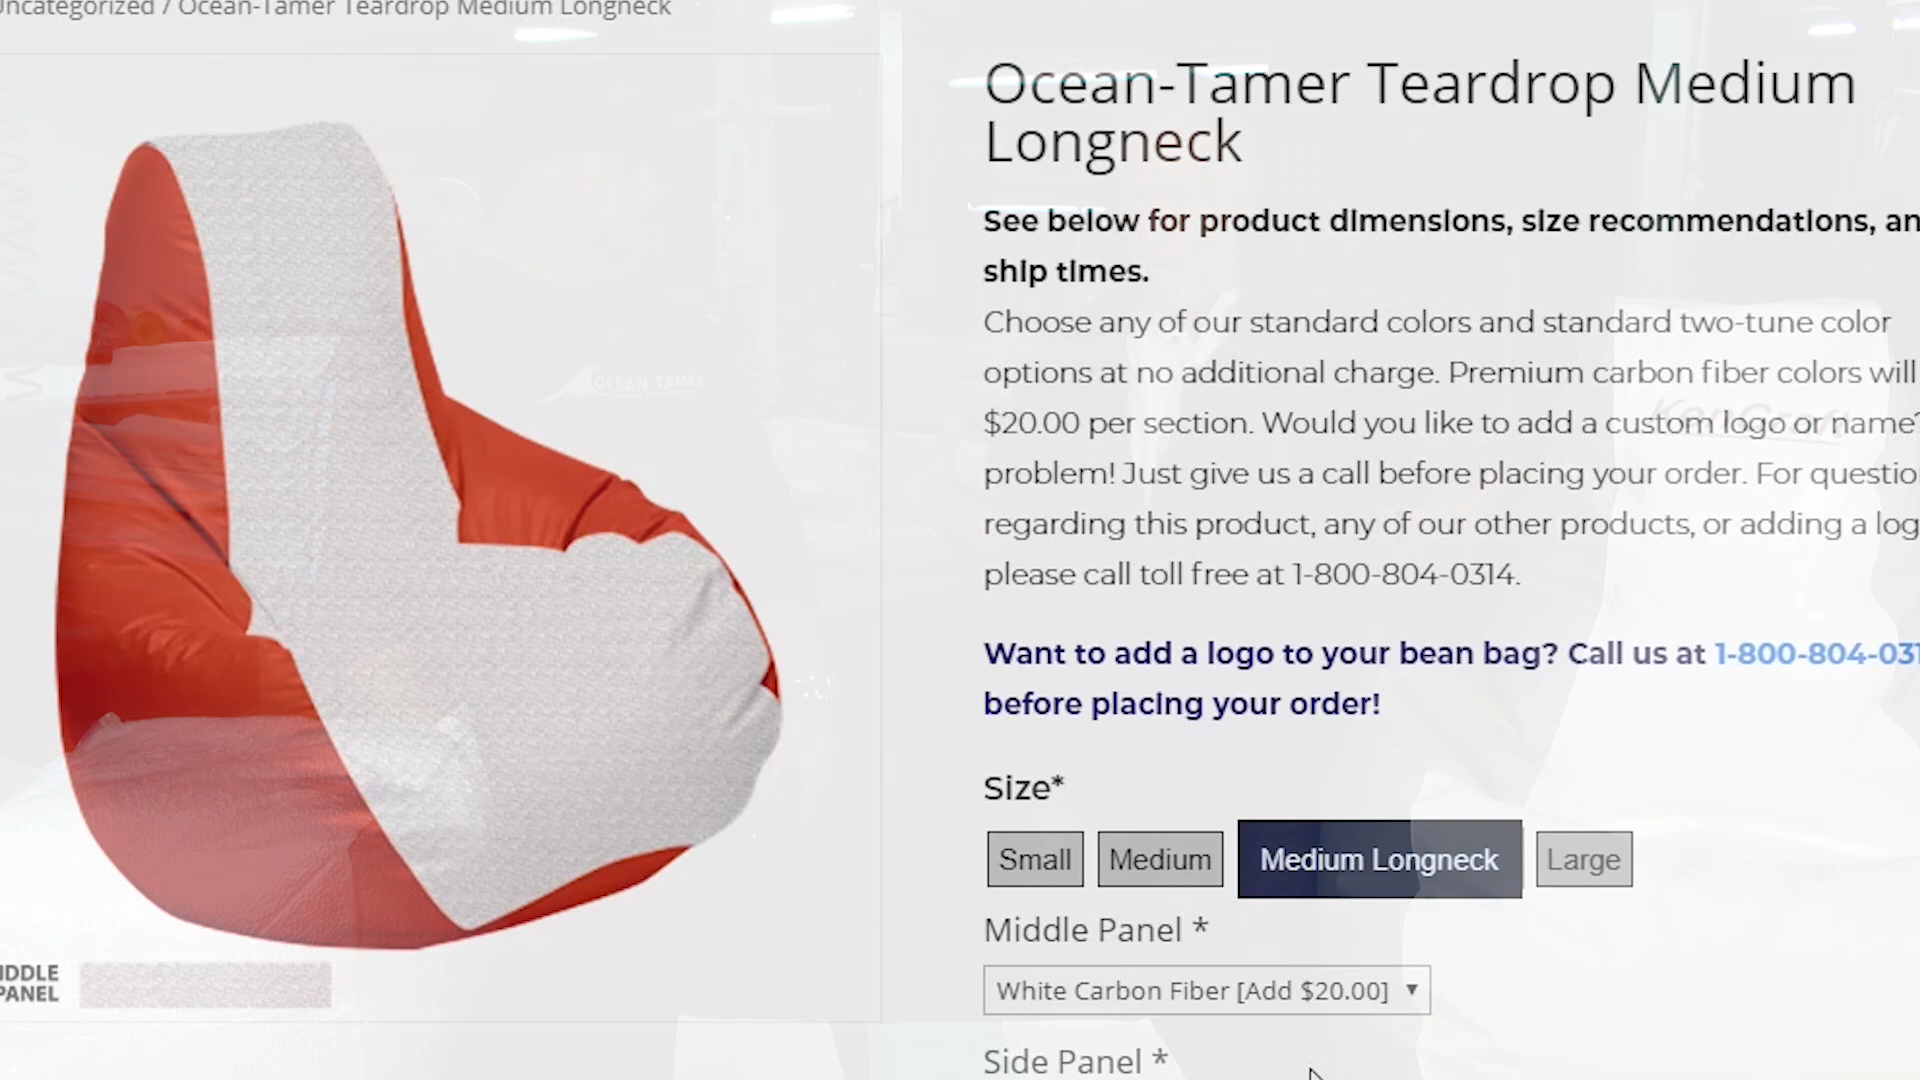 Uncategorized / Ocean-Tamer Teardrop Medium Longneck
Ocean-Tamer Teardrop Medium
Longneck
See below for product dimensions, size recommendations, an
ship times.
Choose any of our standard colors and standard two-tune color
options at no additional charge. Premium carbon fiber colors will
$20.00 per section. Would you like to add a custom logo or name?
problem! Just give us a call before placing your order. For questio
regarding this product, any of our other products, or adding a log
please call toll free at 1-800-804-0314.
Want to add a logo to your bean bag? Call us at 1-800-804-031
before placing your order!
Size*
Small Medium Medium Longneck Large
Middle Panel *
White Carbon Fiber [Add $20.00]
Side Panel *
IDDLE
PANEL
OCEAN TAMER
KenCraft